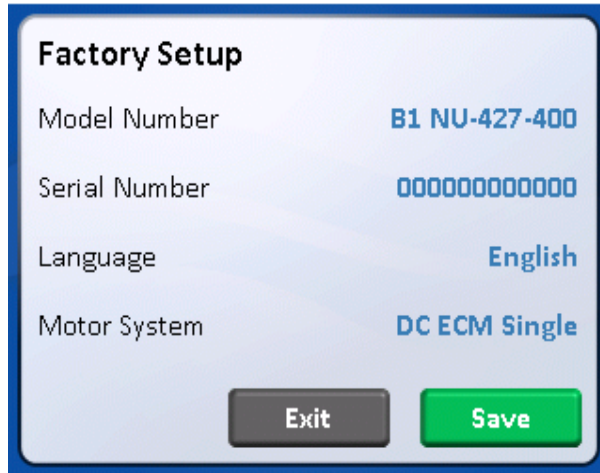 Factory Setup
Model Number B1 NU-427-400
Serial Number 000000000000
Language English
Motor System DC ECM Single
Exit Save